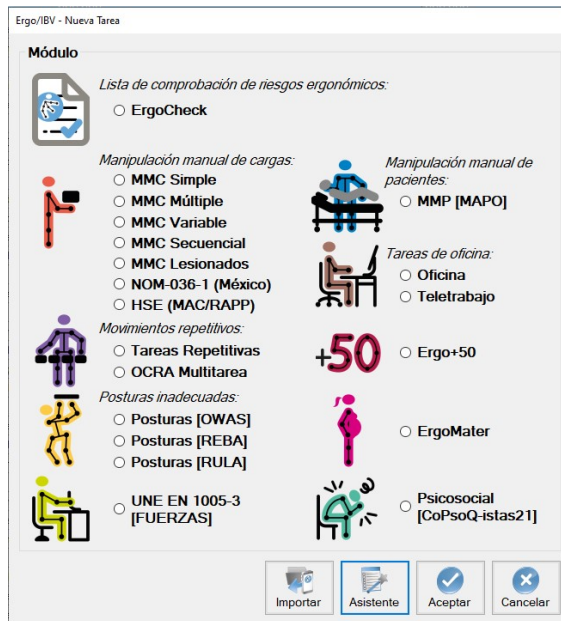 Ergo/IBV - Nueva Tarea
Módulo
Lista de comprobación de riesgos ergonómicos:
ErgoCheck
Manipulación manual de cargas:
MMC Simple
MMC Múltiple
MMC Variable
MMC Secuencial
MMC Lesionados
NOM-036-1 (México)
HSE (MAC/RAPP)
Manipulación manual de
pacientes:
MMP [MAPO]
Tareas de oficina:
Oficina
Teletrabajo
Movimientos repetitivos:
Tareas Repetitivas
OCRA Multitarea
+50
Ergo+50
Posturas inadecuadas:
Posturas [OWAS]
Posturas [REBA]
Posturas [RULA]
ErgoMater
UNE EN 1005-3
[FUERZAS]
Psicosocial
[CoPsoQ-istas21]
Importar
Asistente
Aceptar
Cancelar